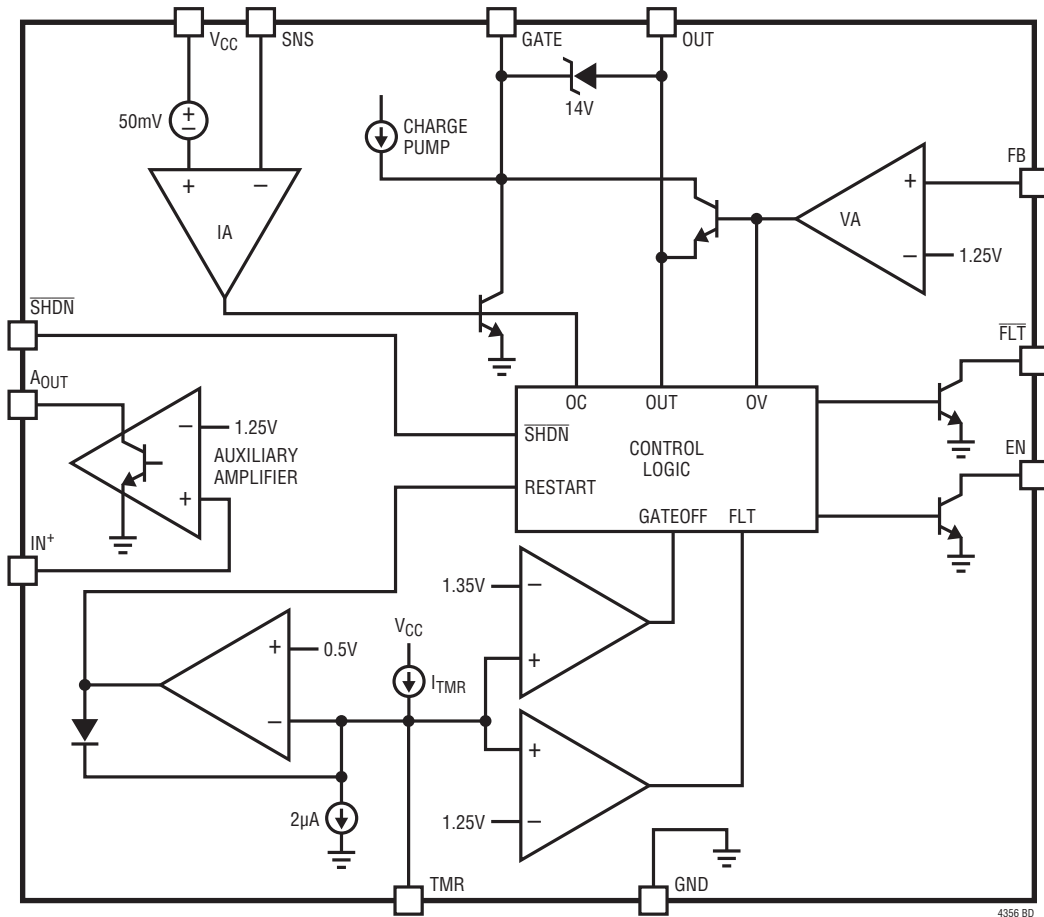 VCC
SNS
GATE
OUT
50mV
+
−
14V
CHARGE
PUMP
FB
+ −
IA
+
VA
−
1.25V
SHDN
FLT
AOUT
OC OUT OV
−
1.25V
SHDN
AUXILIARY
AMPLIFIER
CONTROL
LOGIC
EN
+
RESTART
GATEOFF FLT
IN+
1.35V
−
VCC
+
0.5V
+
ITMR
−
+
2µA
1.25V
−
TMR
GND
4356 BD